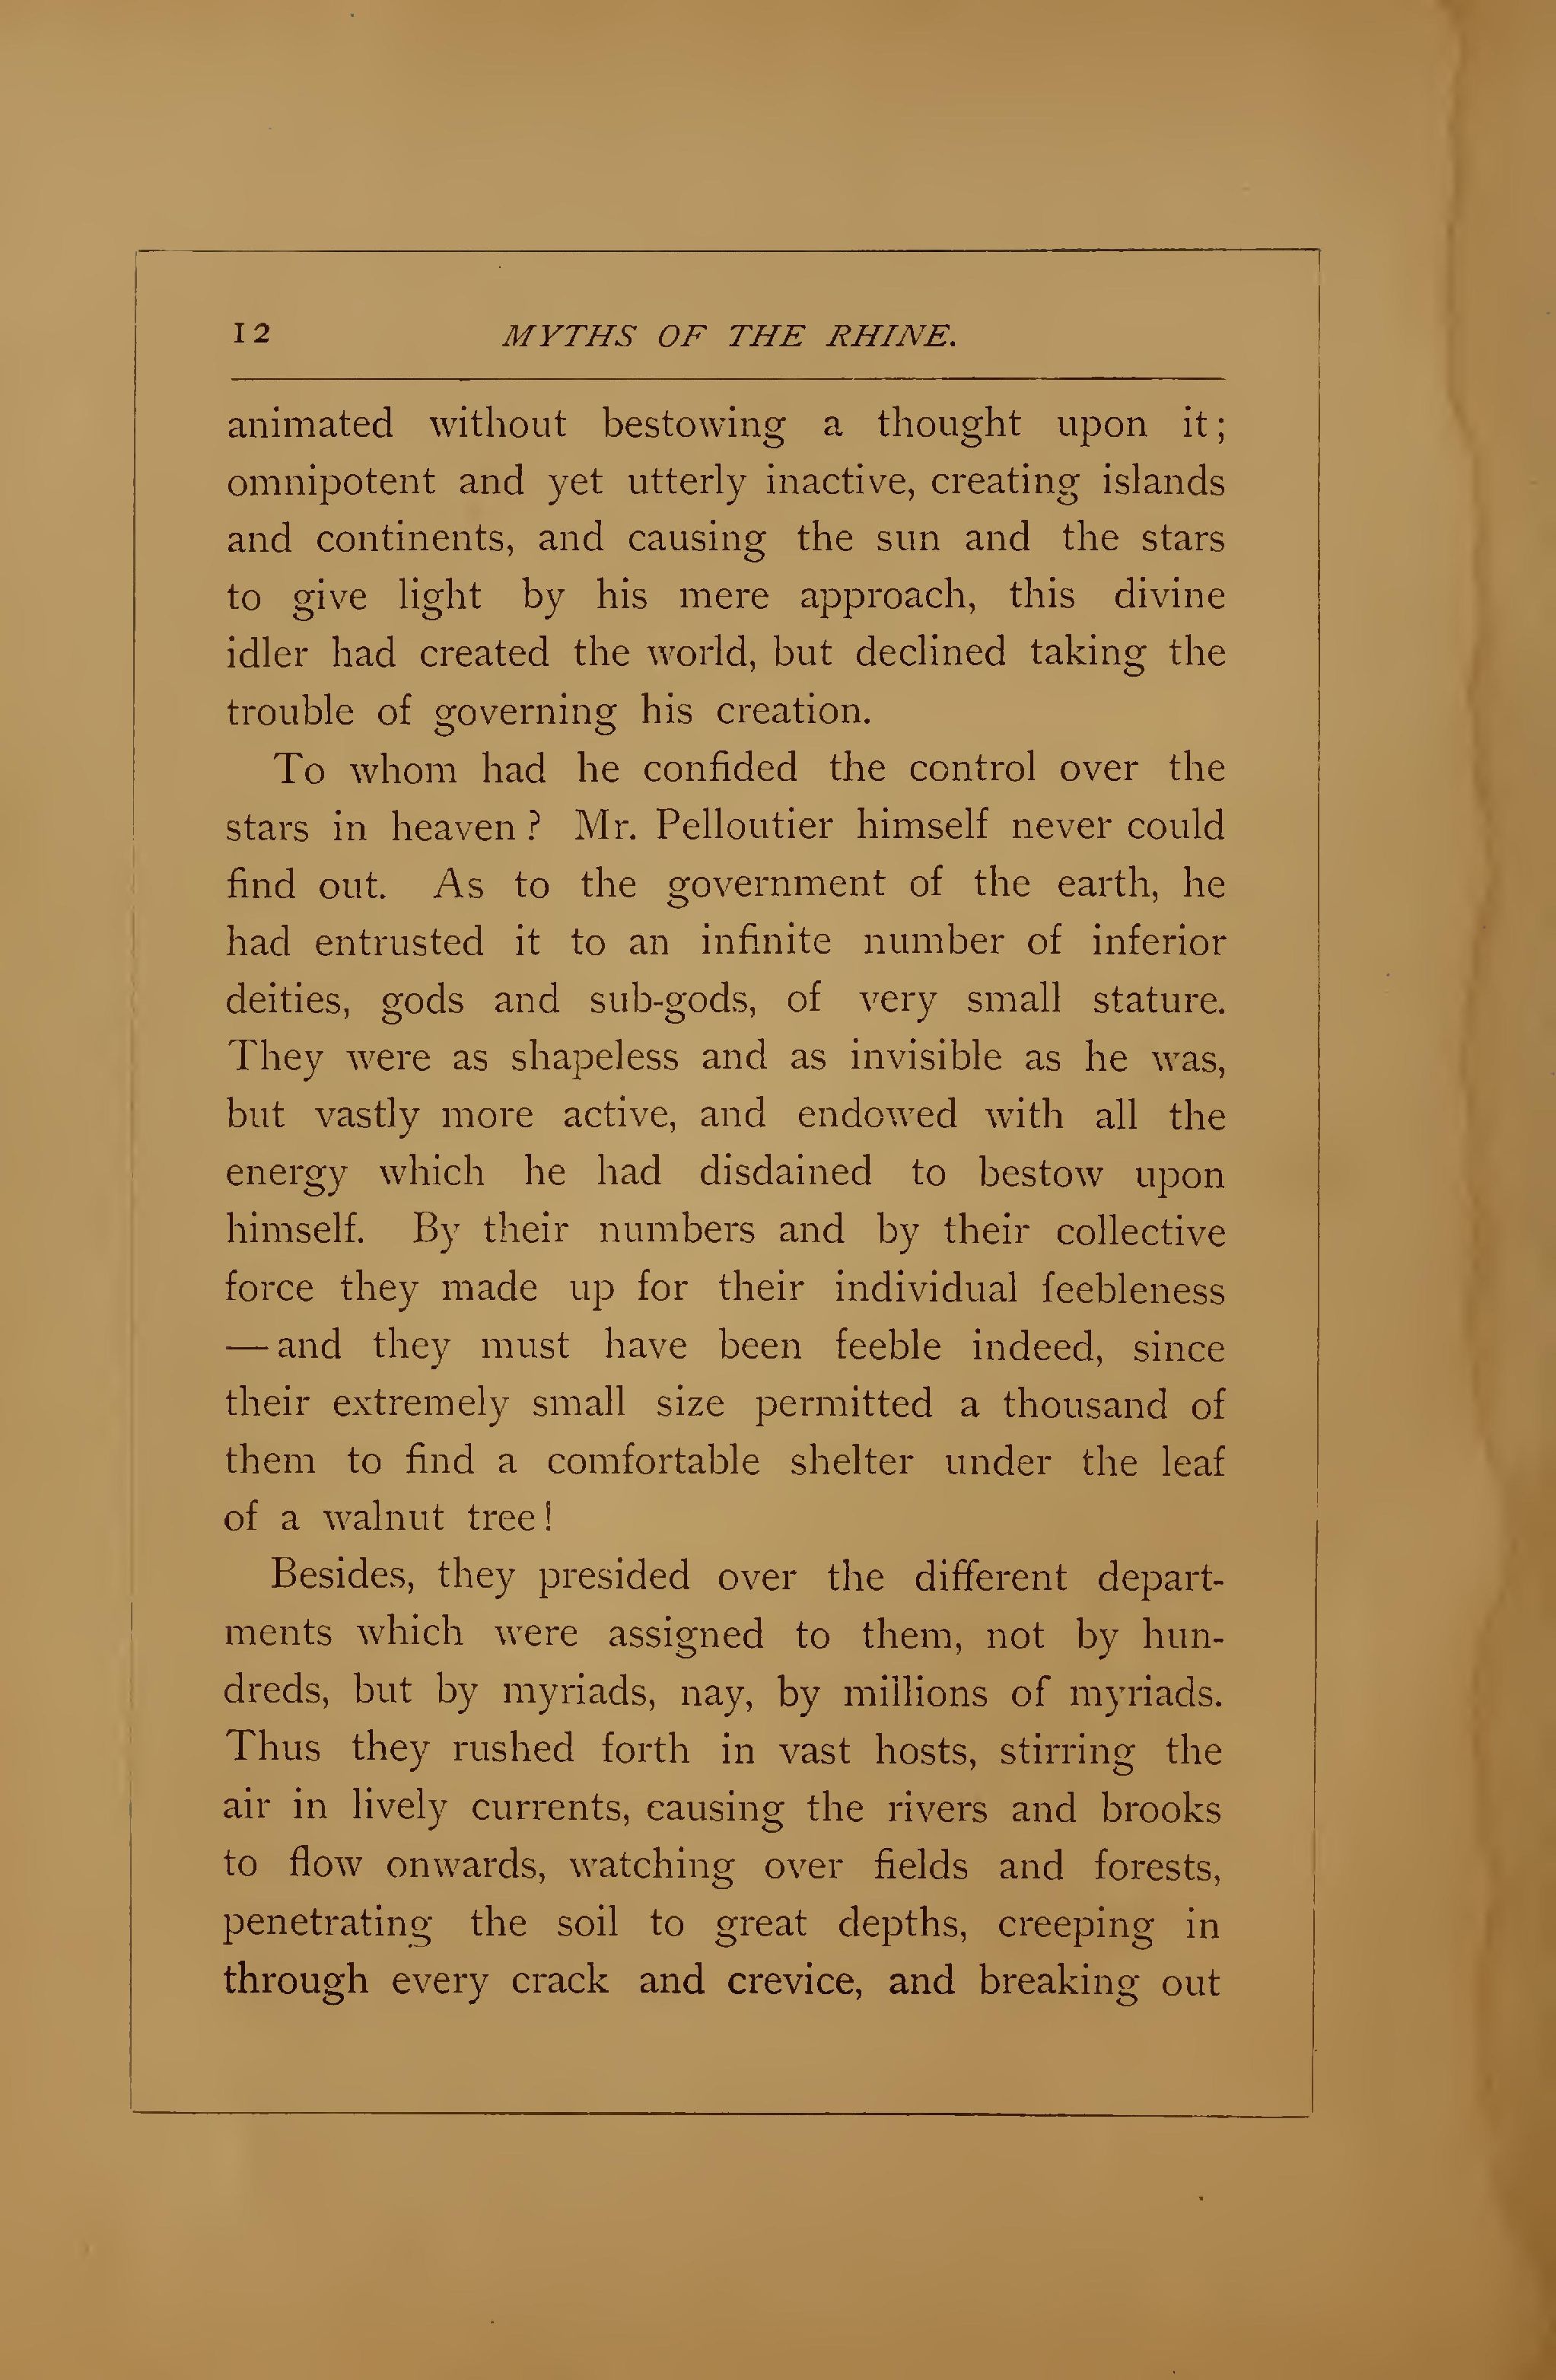 12 MYTHS OF THE RHINE.
animated without bestowing a thought upon it;
omnipotent and yet utterly inactive, creating islands
and continents, and causing the sun and the stars
to give light by his mere approach, this divine
idler had created the world, but declined taking the
trouble of governing his creation.
To whom had he confided the control over the
stars in heaven? Mr. Pelloutier himself never could
find out. As to the government of the earth, he
had entrusted it to an infinite number of inferior
deities, gods and sub-gods, of very small stature.
They were as shapeless and as invisible as he was,
but vastly more active, and endowed with all the
energy which he had disdained to bestow upon
himself. By their numbers and by their collective
force they made up for their individual feebleness
— and they must have been feeble indeed, since
their extremely small size permitted a thousand of
them to find a comfortable shelter under the leaf
of a walnut tree!
Besides, they presided over the different depart-
ments which were assigned to them, not by hun-
dreds, but by myriads, nay, by millions of myriads.
Thus they rushed forth in vast hosts, stirring the
air in lively currents, causing the rivers and brooks
to flow onwards, watching over fields and forests,
penetrating the soil to great depths, creeping in
through every crack and crevice, and breaking out